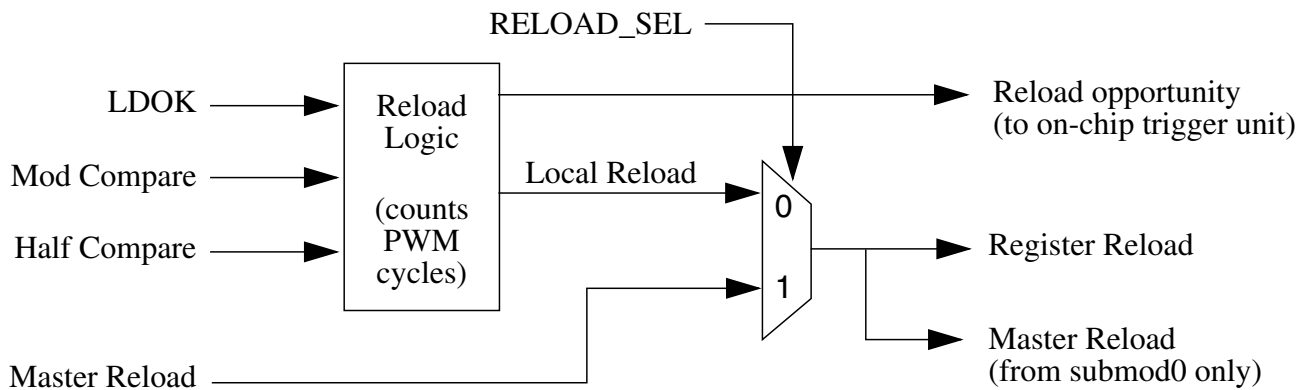 RELOAD_SEL
LDOK
Mod Compare
Half Compare
Master Reload
Reload
Logic
(counts
PWM
cycles)
Local Reload
0
1
Reload opportunity
(to on-chip trigger unit)
Register Reload
Master Reload
(from submod0 only)